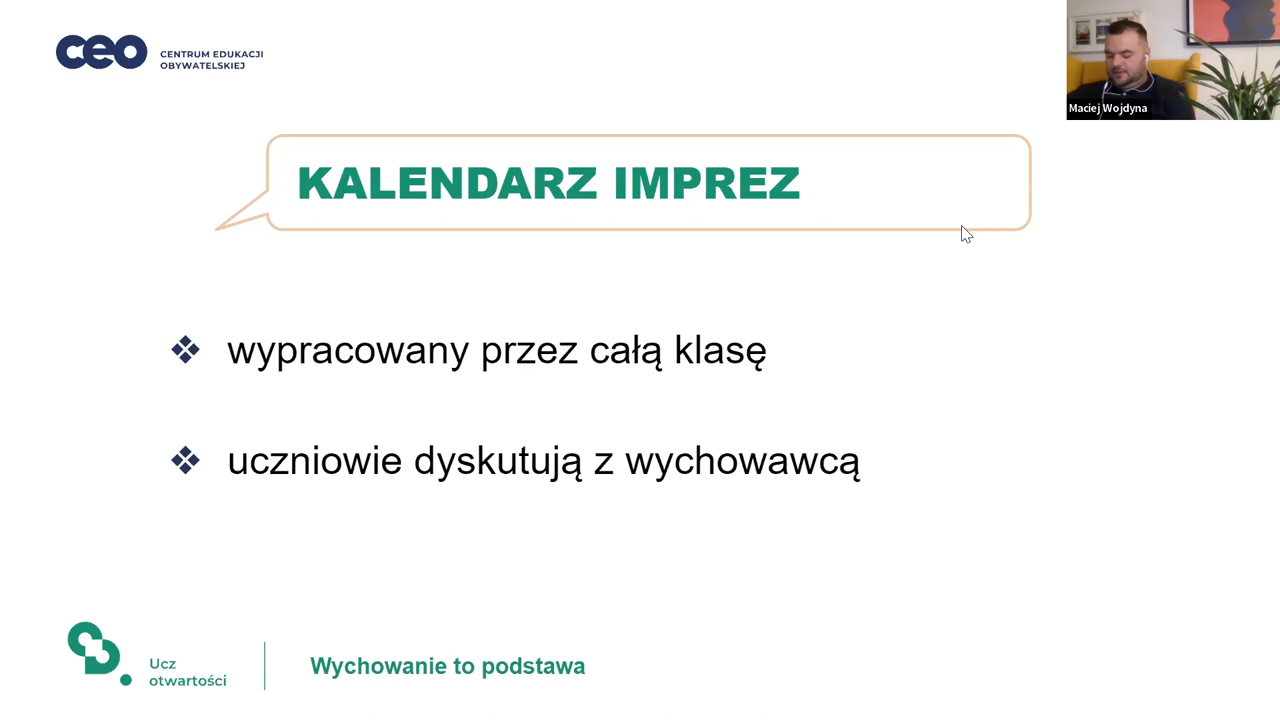 ceo
CENTRUM EDUKACJI
OBYWATELSKIEJ
Maciej Wojdyna
KALENDARZ IMPREZ
wypracowany przez całą klasę
uczniowie dyskutują z wychowawcą
Ucz
otwartości
Wychowanie to podstawa